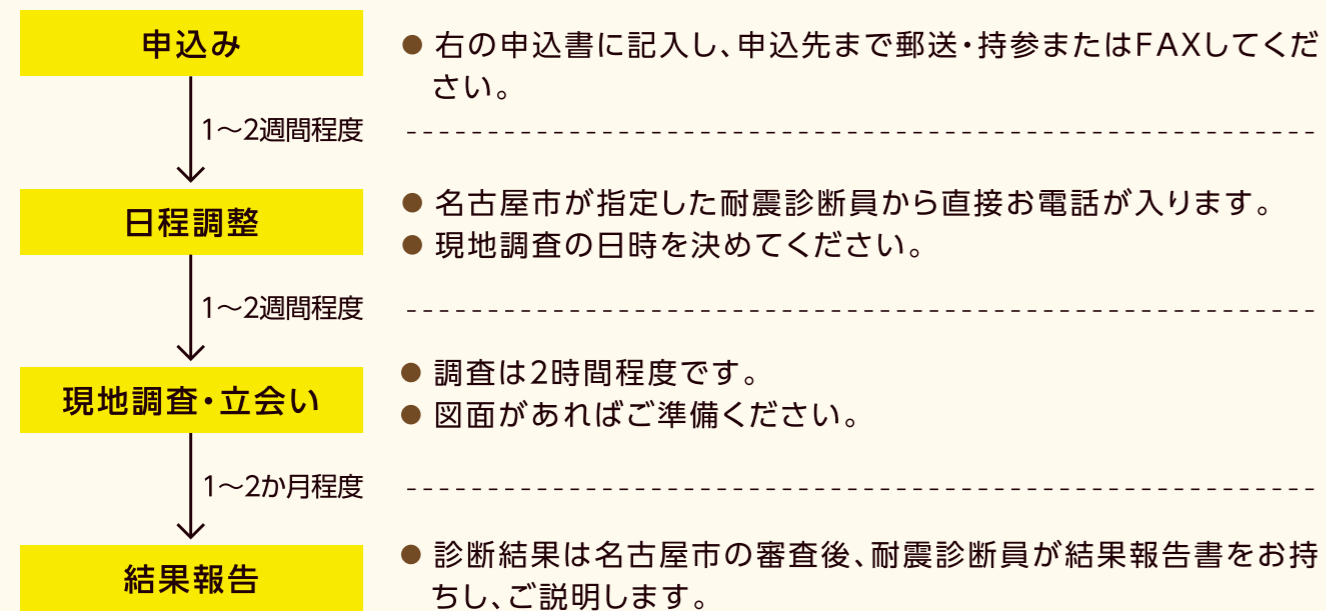 申込み
● 右の申込書に記入し、申込先まで郵送・持参またはFAXしてくだ
さい。
1～2週間程度
日程調整
● 名古屋市が指定した耐震診断員から直接お電話が入ります。
● 現地調査の日時を決めてください。
1～2週間程度
現地調査・立会い
● 調査は2時間程度です。
● 図面があればご準備ください。
1～2か月程度
結果報告
● 診断結果は名古屋市の審査後、耐震診断員が結果報告書をお持
ちし、ご説明します。